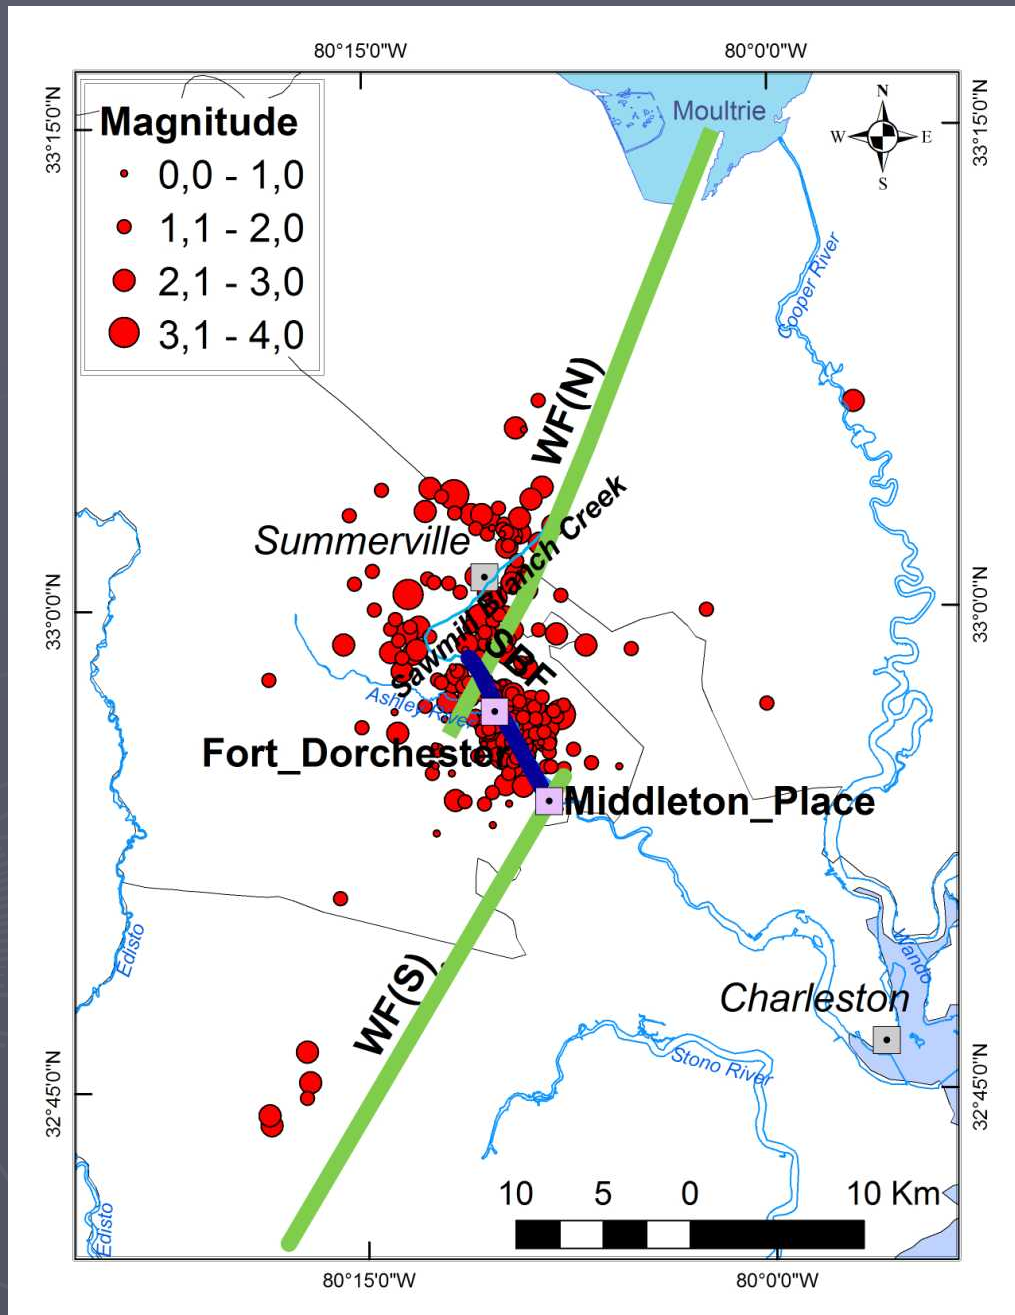 80°15'0"W
80°0'0"W
33°15'0"N
33°15'0"N
Magnitude
0,0 - 1,0
1,1 - 2,0
2,1 - 3,0
3,1 - 4,0
Moultrie
N
W
E
S
Cooper River
WF(N)
Sawmill Branch Creek
Summerville
33°0'0"N
33°0'0"N
SBF
Ashley River
Fort_Dorchester
Middleton_Place
Edisto
WF(S)
Wando
Charleston
Stono River
32°45'0"N
32°45'0"N
Edisto
10 5 0 10 Km
80°15'0"W
80°0'0"W